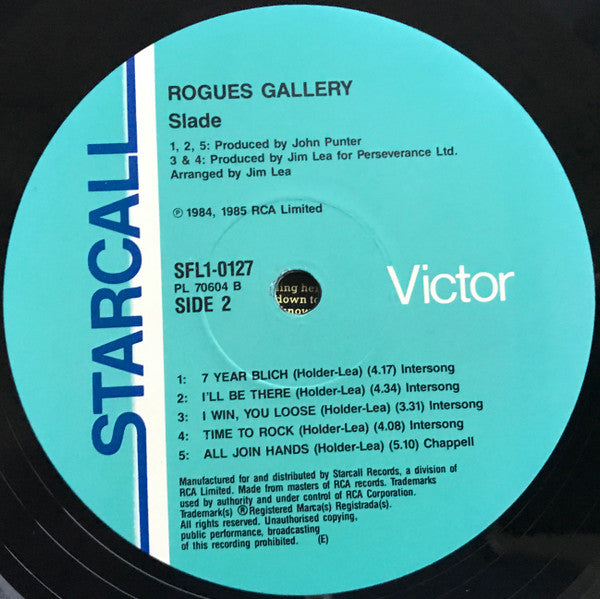 STARCALL
ROGUES GALLERY
Slade
1, 2, 5: Produced by John Punter
3 & 4: Produced by Jim Lea for Perseverance Ltd.
Arranged by Jim Lea
℗ 1984, 1985 RCA Limited
SFL1-0127
PL 70604 B
SIDE 2
Victor
down to
1: 7 YEAR BLICH (Holder-Lea) (4.17) Intersong
2: I'LL BE THERE (Holder-Lea) (4.34) Intersong
3: I WIN, YOU LOOSE (Holder-Lea) (3.31) Intersong
4: TIME TO ROCK (Holder-Lea) (4.08) Intersong
5: ALL JOIN HANDS (Holder-Lea) (5.10) Chappell
Manufactured for and distributed by Starcall Records, a division of
RCA Limited. Made from masters of RCA records. Trademarks
used by authority and under control of RCA Corporation.
Trademark(s) ® Registered Marca(s) Registrada(s).
All rights reserved. Unauthorised copying,
public performance, broadcasting
of this recording prohibited. (E)